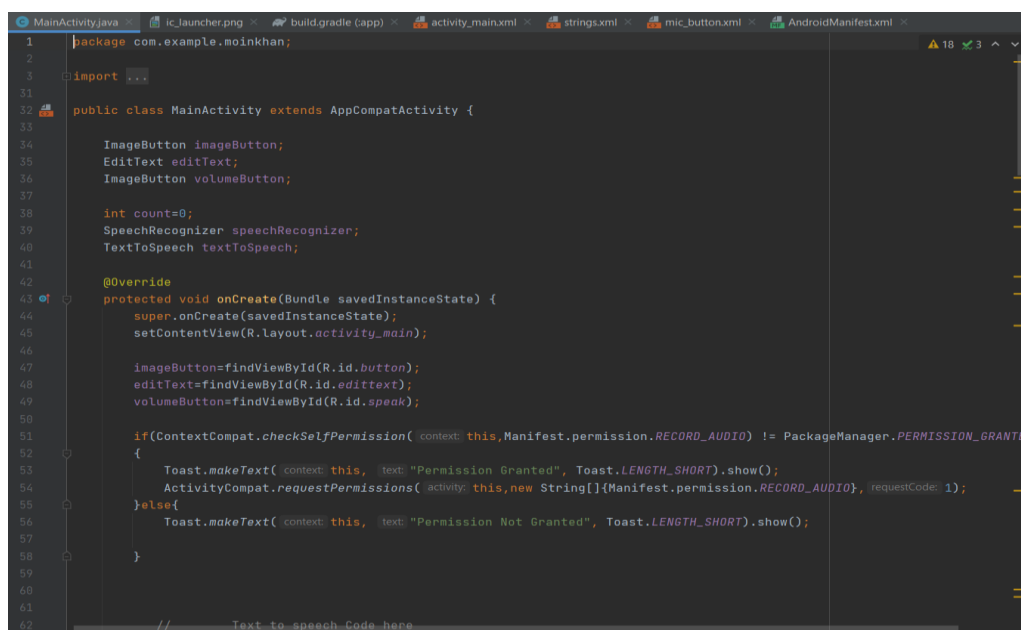 MainActivity.java × ic_launcher.png × build.gradle (:app) × activity_main.xml × strings.xml × mic_button.xml × AndroidManifest.xml ×
1 package com.example.moinkhan; 18 3
2
3 import ...
31
32 public class MainActivity extends AppCompatActivity {
33
34 ImageButton imageButton;
35 EditText editText;
36 ImageButton volumeButton;
37
38 int count=0;
39 SpeechRecognizer speechRecognizer;
40 TextToSpeech textToSpeech;
41
42 @Override
43 protected void onCreate(Bundle savedInstanceState) {
44 super.onCreate(savedInstanceState);
45 setContentView(R.layout.activity_main);
46
47 imageButton=findViewById(R.id.button);
48 editText=findViewById(R.id.edittext);
49 volumeButton=findViewById(R.id.speak);
50
51 if(ContextCompat.checkSelfPermission( context: this,Manifest.permission.RECORD_AUDIO) != PackageManager.PERMISSION_GRANTE
52 {
53 Toast.makeText( context: this, text: "Permission Granted", Toast.LENGTH_SHORT).show();
54 ActivityCompat.requestPermissions( activity: this,new String[]{Manifest.permission.RECORD_AUDIO}, requestCode: 1);
55 }else{
56 Toast.makeText( context: this, text: "Permission Not Granted", Toast.LENGTH_SHORT).show();
57
58 }
59
60
61
62 // Text to speech Code here